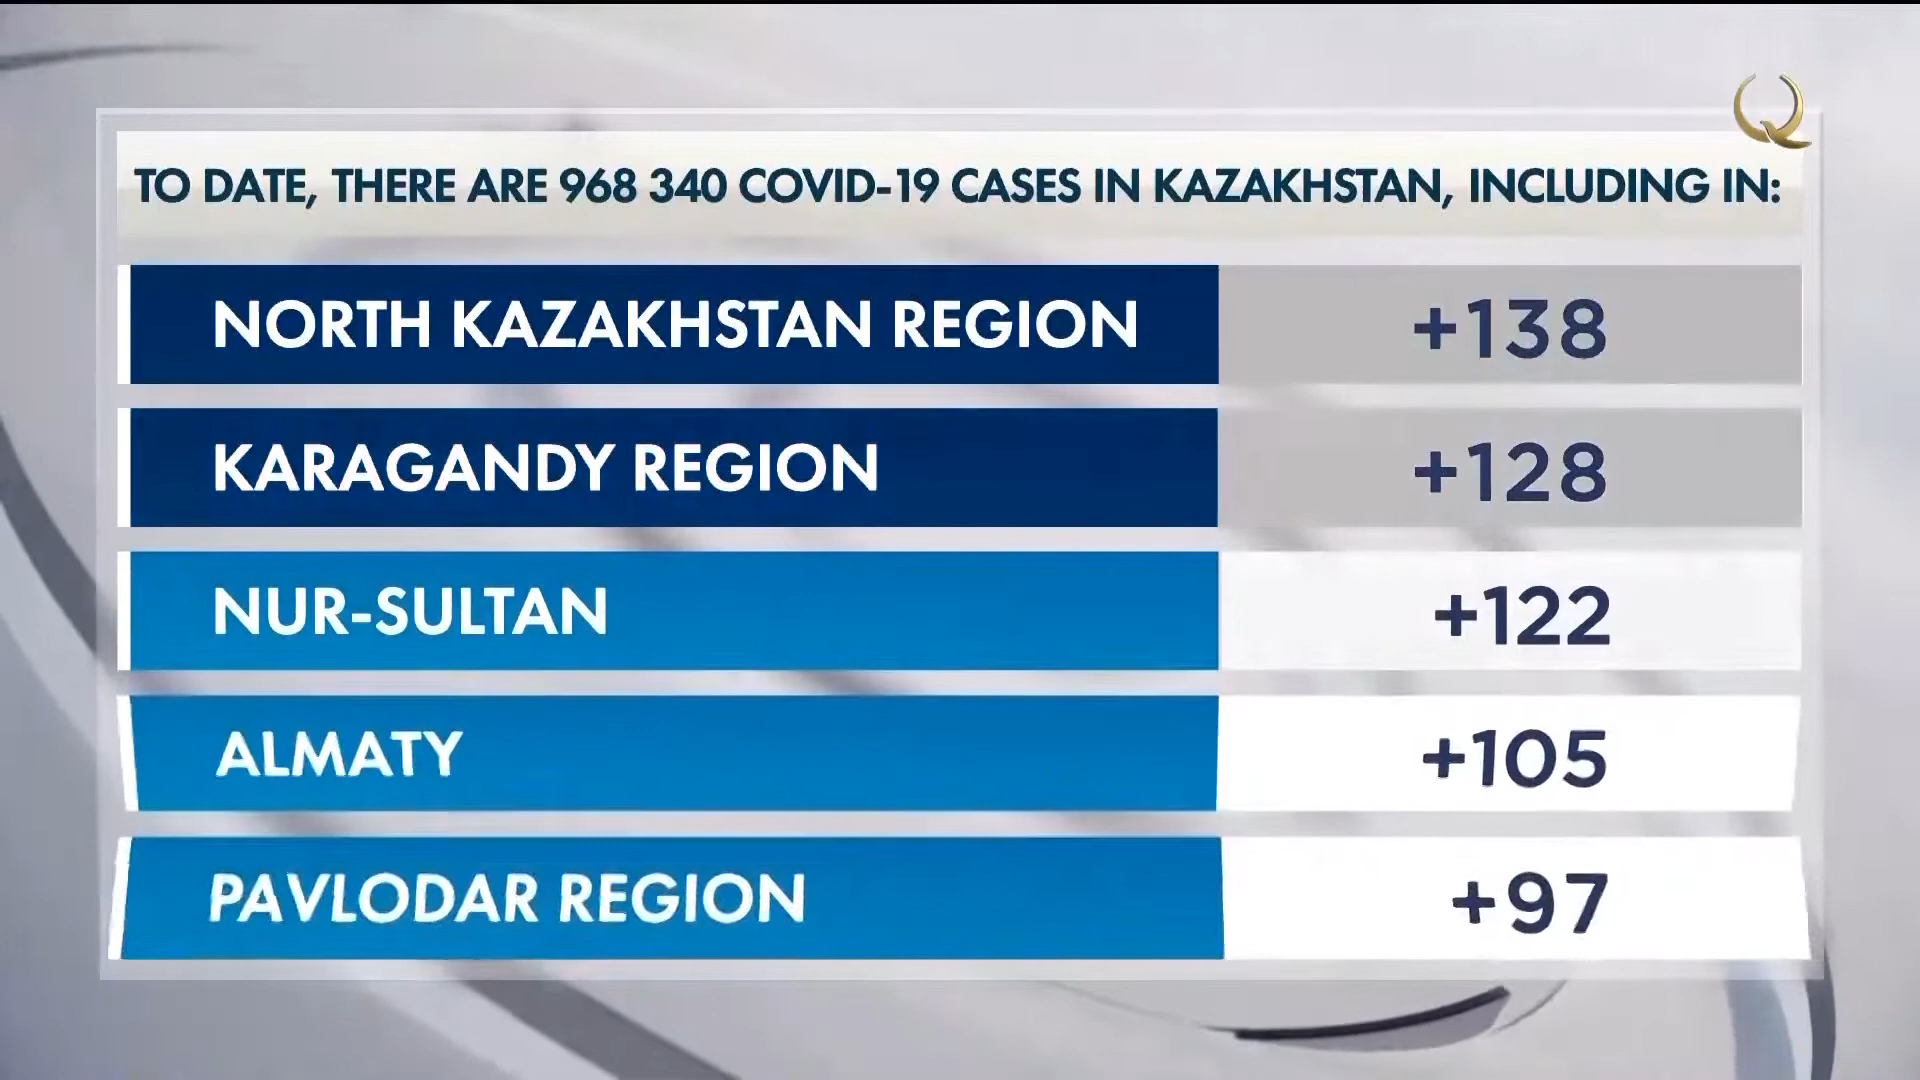 TO DATE, THERE ARE 968 340 COVID-19 CASES IN KAZAKHSTAN, INCLUDING IN:
NORTH KAZAKHSTAN REGION +138
KARAGANDY REGION +128
NUR-SULTAN +122
ALMATY +105
PAVLODAR REGION +97